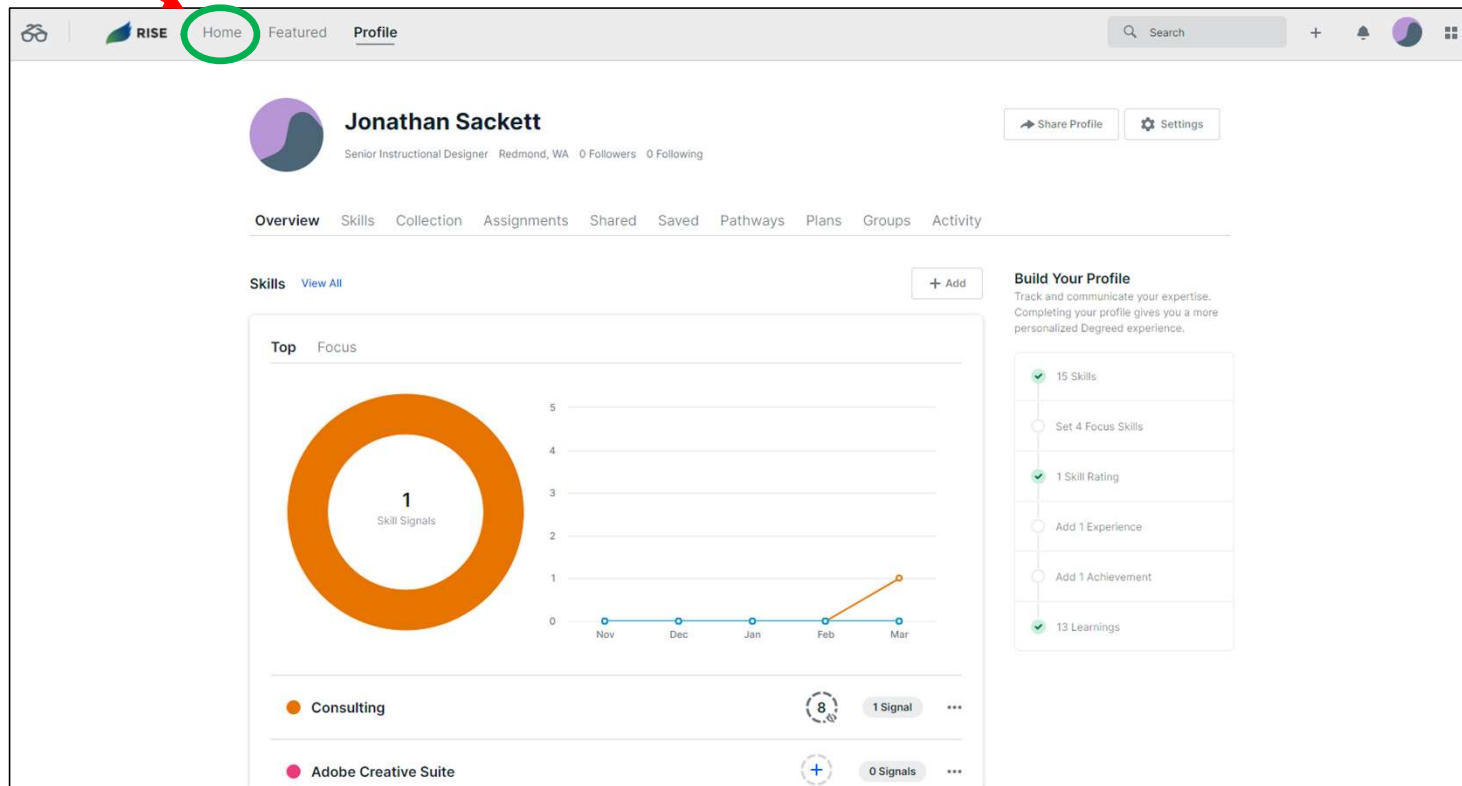 RISE Home Featured Profile Search
Jonathan Sackett
Share Profile Settings
Senior Instructional Designer Redmond, WA 0 Followers 0 Following
Overview Skills Collection Assignments Shared Saved Pathways Plans Groups Activity
Skills View All + Add
Top Focus
5
4
3
2
1
0
Nov Dec Jan Feb Mar
1
Skill Signals
Consulting 8 1 Signal ...
Adobe Creative Suite + 0 Signals ...
Build Your Profile
Track and communicate your expertise.
Completing your profile gives you a more
personalized Degreed experience.
15 Skills
Set 4 Focus Skills
1 Skill Rating
Add 1 Experience
Add 1 Achievement
13 Learnings